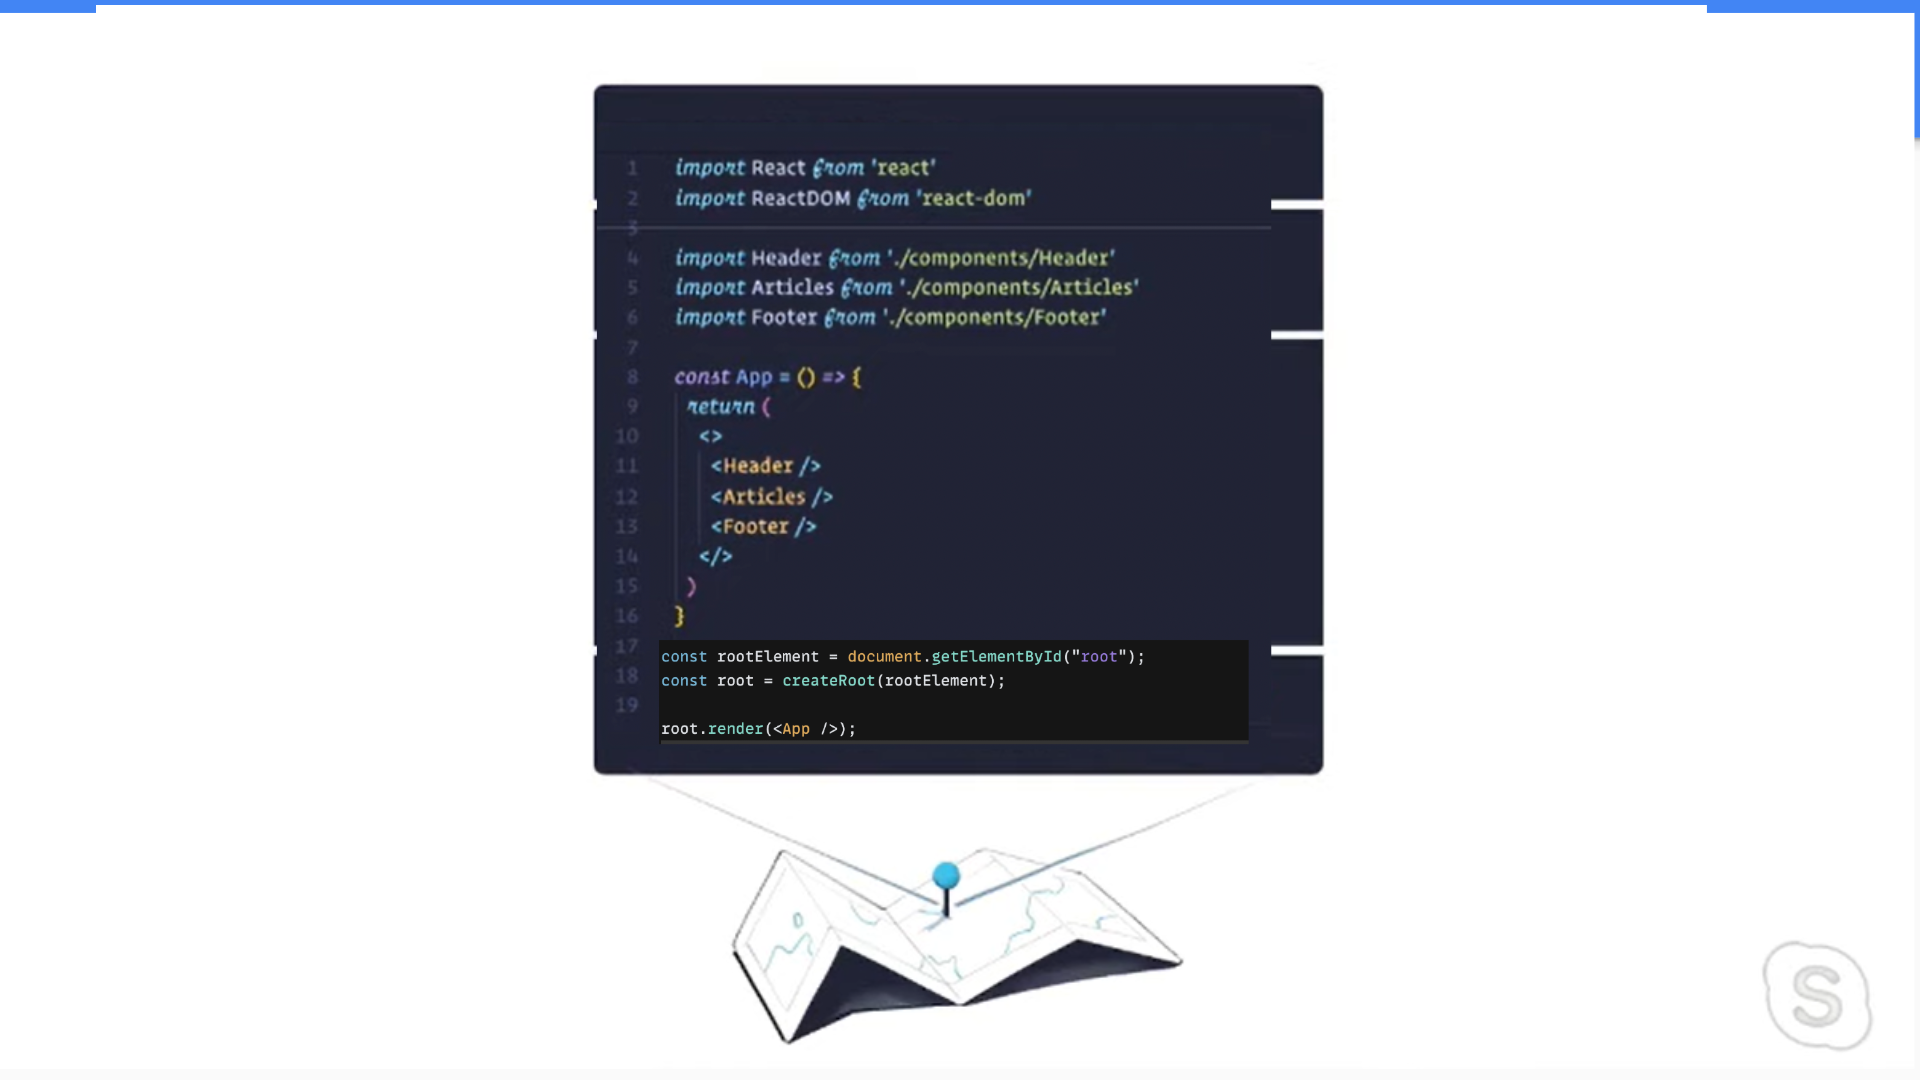 1 import React from 'react'
2 import ReactDOM from 'react-dom'
3
4 import Header from './components/Header'
5 import Articles from './components/Articles'
6 import Footer from './components/Footer'
7
8 const App = () => {
9 return (
10 <>
11 <Header />
12 <Articles />
13 <Footer />
14 </>
15 )
16 }
17 const rootElement = document.getElementById("root");
18 const root = createRoot(rootElement);
19
root.render(<App />);
S